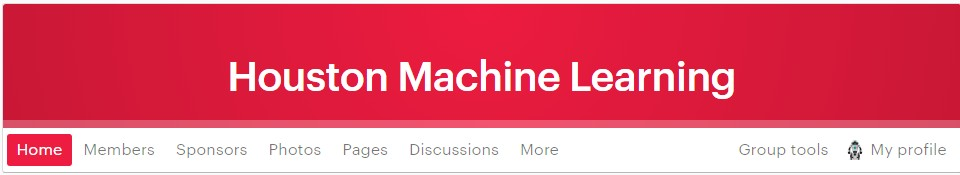 Houston Machine Learning
Home Members Sponsors Photos Pages Discussions More Group tools My profile